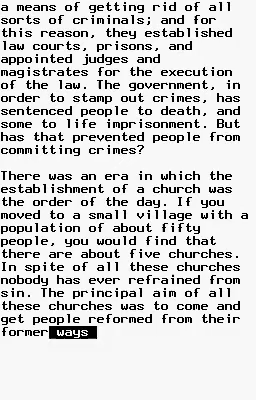 a means of getting rid of all
sorts of criminals; and for
this reason, they established
law courts, prisons, and
appointed judges and
magistrates for the execution
of the law. The government, in
order to stamp out crimes, has
sentenced people to death, and
some to life imprisonment. But
has that prevented people from
committing crimes?

There was an era in which the
establishment of a church was
the order of the day. If you
moved to a small village with a
population of about fifty
people, you would find that
there are about five churches.
In spite of all these churches
nobody has ever refrained from
sin. The principal aim of all
these churches was to come and
get people reformed from their
former ways